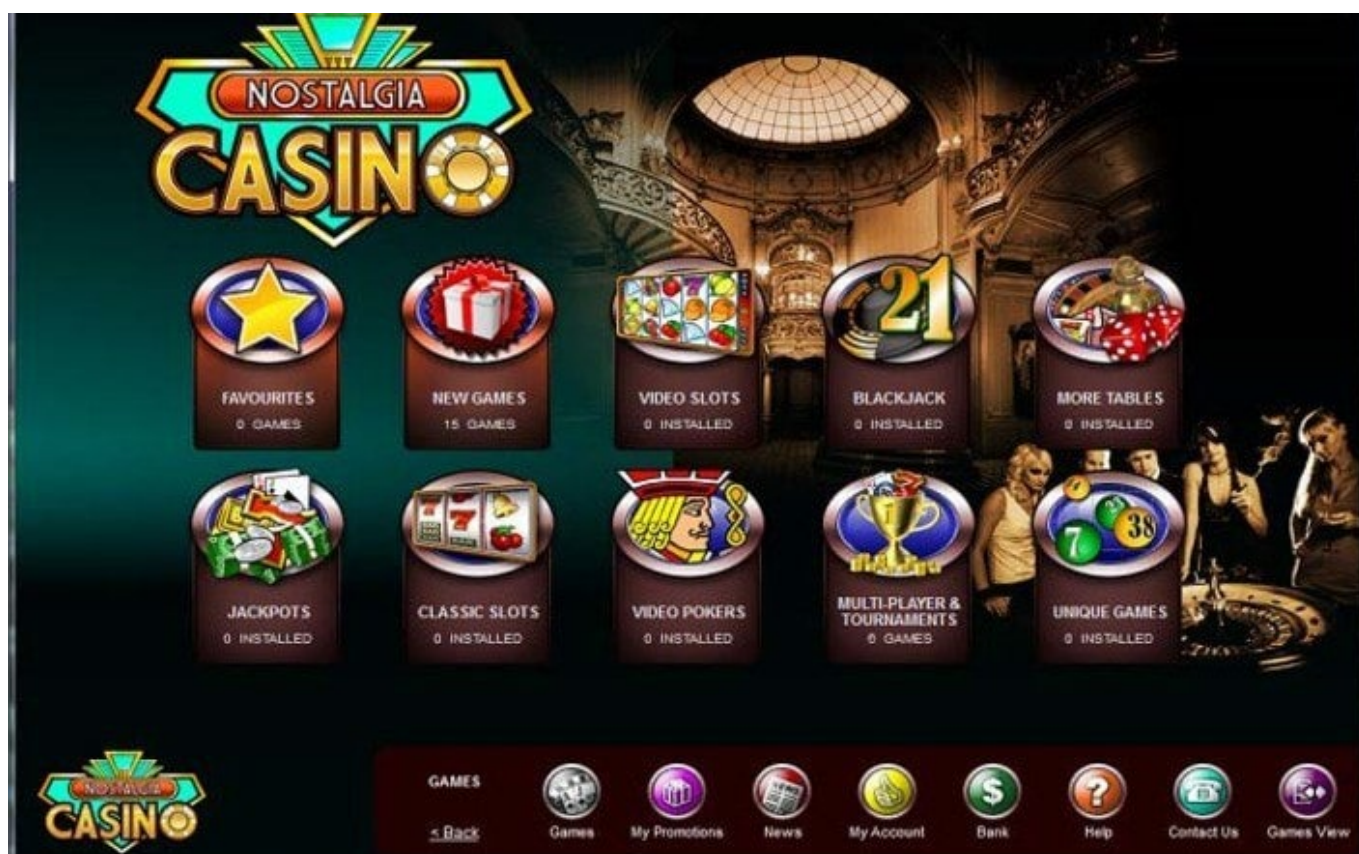 NOSTALGIA
CASINO
21
FAVOURITES
0 GAMES
NEW GAMES
15 GAMES
VIDEO SLOTS
0 INSTALLED
BLACKJACK
0 INSTALLED
MORE TABLES
0 INSTALLED
7
38
JACKPOTS
0 INSTALLED
CLASSIC SLOTS
0 INSTALLED
VIDEO POKERS
0 INSTALLED
MULTI-PLAYER &
TOURNAMENTS
GAMES
UNIQUE GAMES
0 INSTALLED
NOSTALGIA
CASINO
GAMES
< Back
Games
My Promotions
News
My Account
Bank
Help
Contact Us
Games View